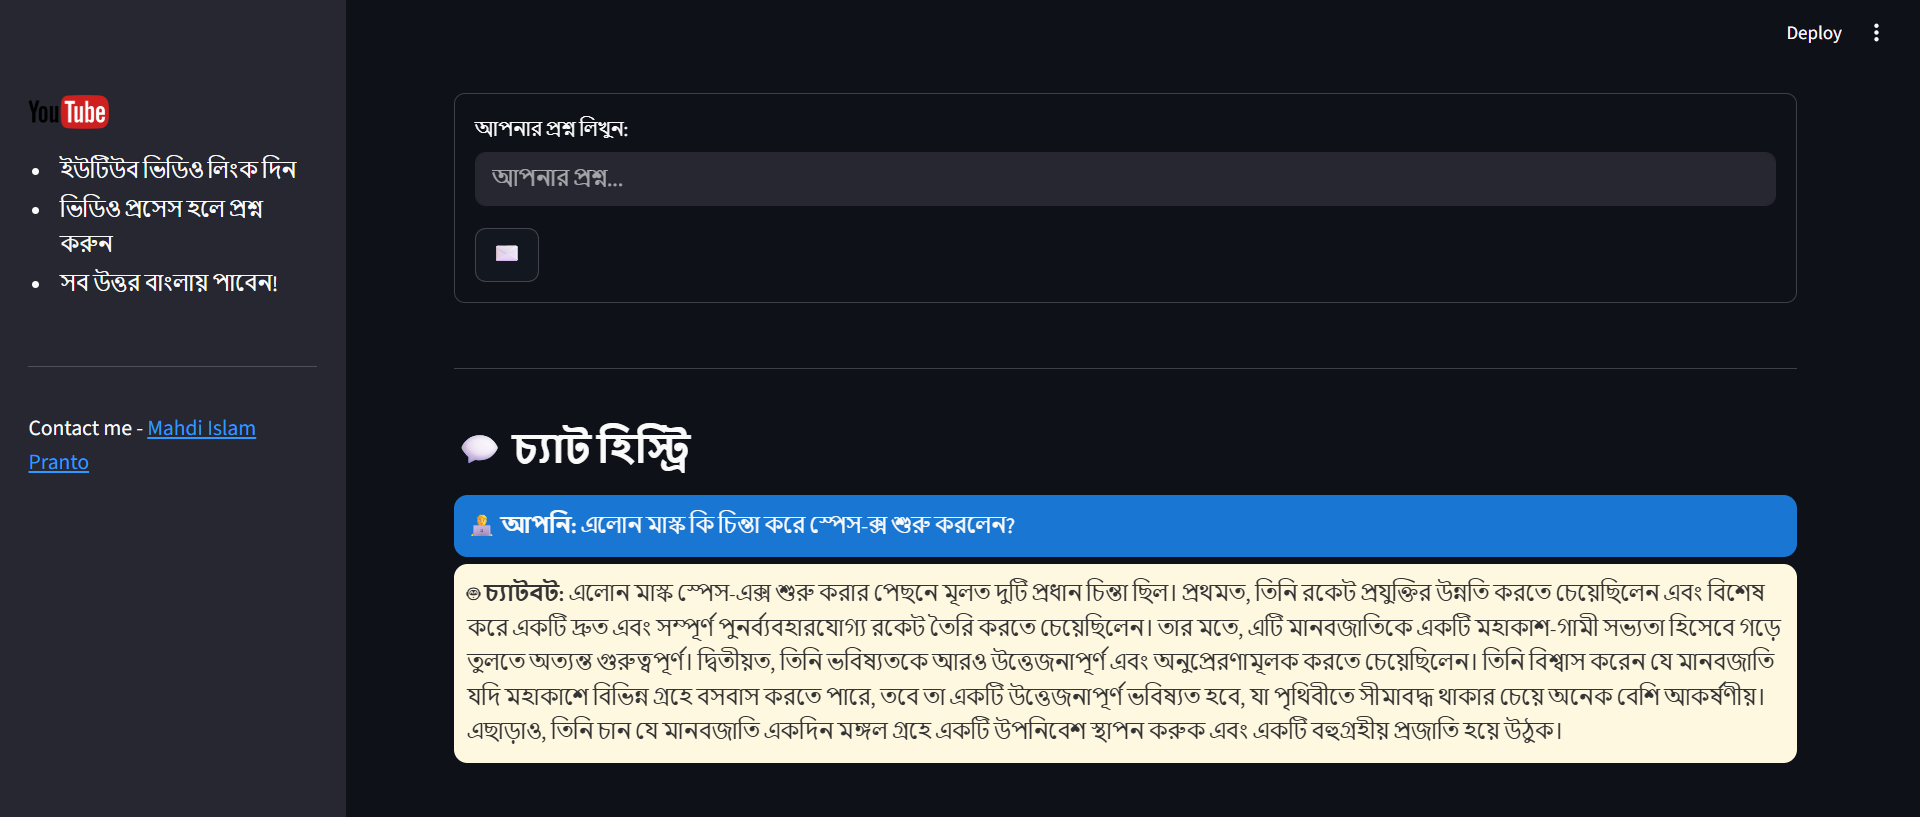 Deploy
YouTube
ইউটিউব ভিডিও লিংক দিন
ভিডিও প্রসেস হলে প্রশ্ন
করুন
সব উত্তর বাংলায় পাবেন!
Contact me - Mahdi Islam
Pranto
আপনার প্রশ্ন লিখুন:
আপনার প্রশ্ন...
চ্যাট হিস্ট্রি
আপনি: এলোন মাস্ক কি চিন্তা করে স্পেস-ক্স শুরু করলেন?
চ্যাটবট: এলোন মাস্ক স্পেস-এক্স শুরু করার পেছনে মূলত দুটি প্রধান চিন্তা ছিল। প্রথমত, তিনি রকেট প্রযুক্তির উন্নতি করতে চেয়েছিলেন এবং বিশেষ
করে একটি দ্রুত এবং সম্পূর্ণ পুনর্ব্যবহারযোগ্য রকেট তৈরি করতে চেয়েছিলেন। তার মতে, এটি মানবজাতিকে একটি মহাকাশ-গামী সভ্যতা হিসেবে গড়ে
তুলতে অত্যন্ত গুরুত্বপূর্ণ। দ্বিতীয়ত, তিনি ভবিষ্যতকে আরও উত্তেজনাপূর্ণ এবং অনুপ্রেরণামূলক করতে চেয়েছিলেন। তিনি বিশ্বাস করেন যে মানবজাতি
যদি মহাকাশে বিভিন্ন গ্রহে বসবাস করতে পারে, তবে তা একটি উত্তেজনাপূর্ণ ভবিষ্যত হবে, যা পৃথিবীতে সীমাবদ্ধ থাকার চেয়ে অনেক বেশি আকর্ষণীয়।
এছাড়াও, তিনি চান যে মানবজাতি একদিন মঙ্গল গ্রহে একটি উপনিবেশ স্থাপন করুক এবং একটি বহুগ্রহীয় প্রজাতি হয়ে উঠুক।